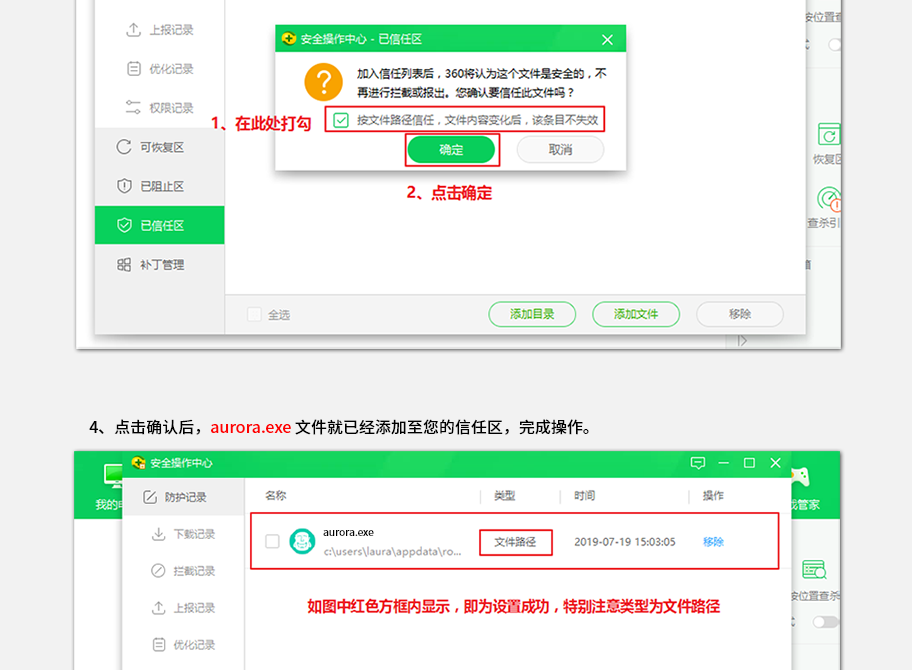 上报记录
安全操作中心 - 已信任区
优化记录
加入信任列表后，360将认为这个文件是安全的，不
再进行拦截或报出。您确认要信任此文件吗？
权限记录
1、在此处打勾
按文件路径信任，文件内容变化后，该条目不失效
可恢复区
确定
取消
恢复区
已阻止区
2、点击确定
已信任区
查杀引
补丁管理
全选
添加目录
添加文件
移除
4、点击确认后，aurora.exe 文件就已经添加至您的信任区，完成操作。
安全操作中心
我的
防护记录
名称
类型
时间
操作
管家
下载记录
aurora.exe
文件路径
2019-07-19 15:03:05
移除
c:\users\laura\appdata\ro...
拦截记录
按位置查杀
上报记录
如图中红色方框内显示，即为设置成功，特别注意类型为文件路径
优化记录